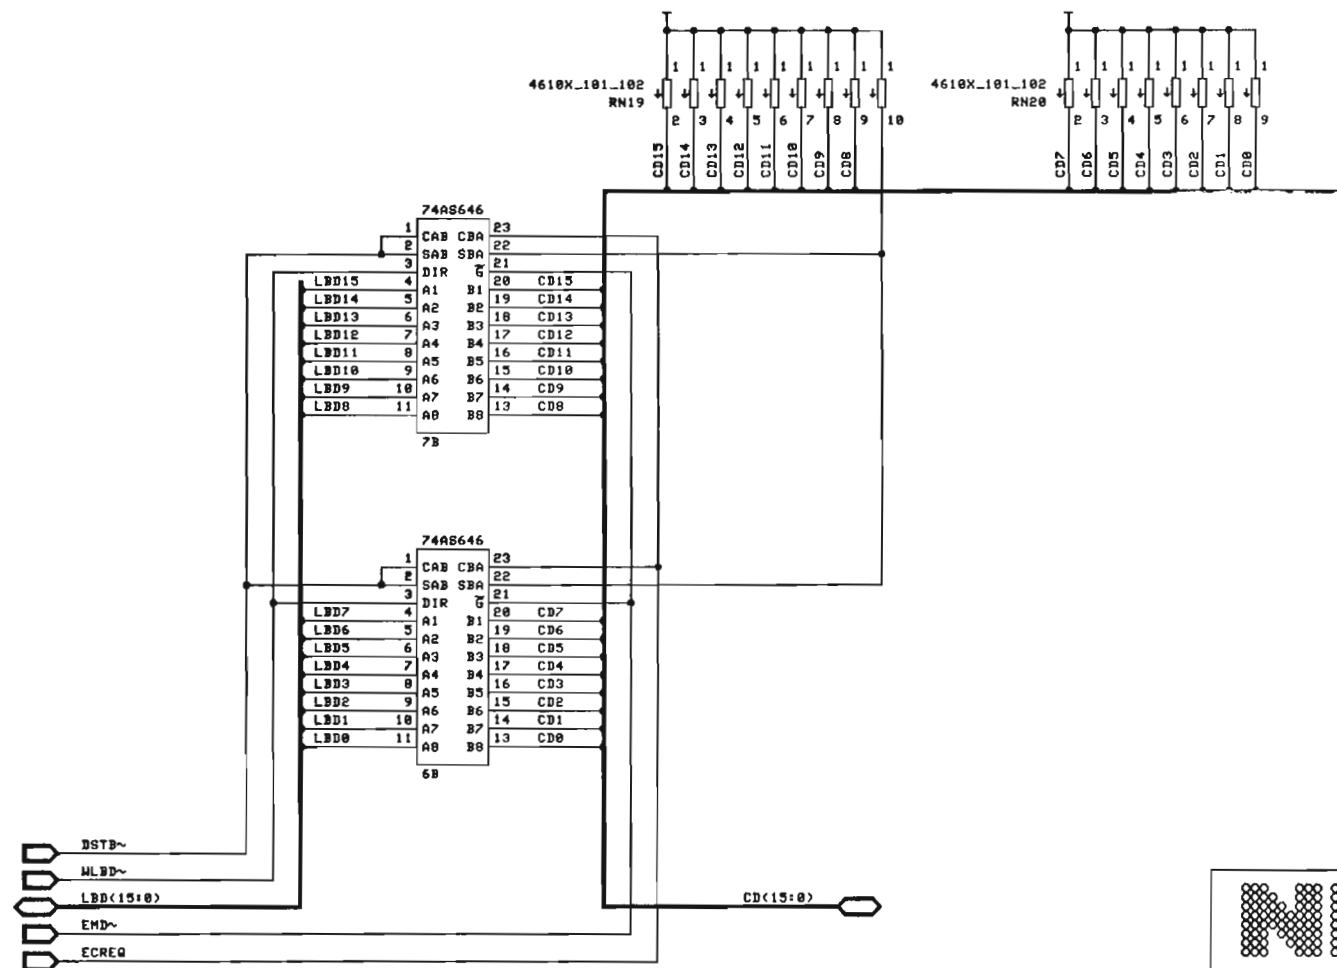 1 1 1 1 1 1 1 1 1
1 1 1 1 1 1 1 1
4610X_101_102
RN19
4610X_101_102
RN20
2 3 4 5 6 7 8 9 10
2 3 4 5 6 7 8 9
CD15 CD14 CD13 CD12 CD11 CD10 CD9 CD8
CD7 CD6 CD5 CD4 CD3 CD2 CD1 CD0
74AS646
1 CAB CBA 23
2 SAB SBA 22
3 DIR G 21
LBD15 4 A1 B1 20 CD15
LBD14 5 A2 B2 19 CD14
LBD13 6 A3 B3 18 CD13
LBD12 7 A4 B4 17 CD12
LBD11 8 A5 B5 16 CD11
LBD10 9 A6 B6 15 CD10
LBD9 10 A7 B7 14 CD9
LBD8 11 A8 B8 13 CD8
7B
74AS646
1 CAB CBA 23
2 SAB SBA 22
3 DIR G 21
LBD7 4 A1 B1 20 CD7
LBD6 5 A2 B2 19 CD6
LBD5 6 A3 B3 18 CD5
LBD4 7 A4 B4 17 CD4
LBD3 8 A5 B5 16 CD3
LBD2 9 A6 B6 15 CD2
LBD1 10 A7 B7 14 CD1
LBD0 11 A8 B8 13 CD0
6B
DSTB~
WLBD~
LBD(15:0)
CD(15:0)
EMD~
ECREQ
N